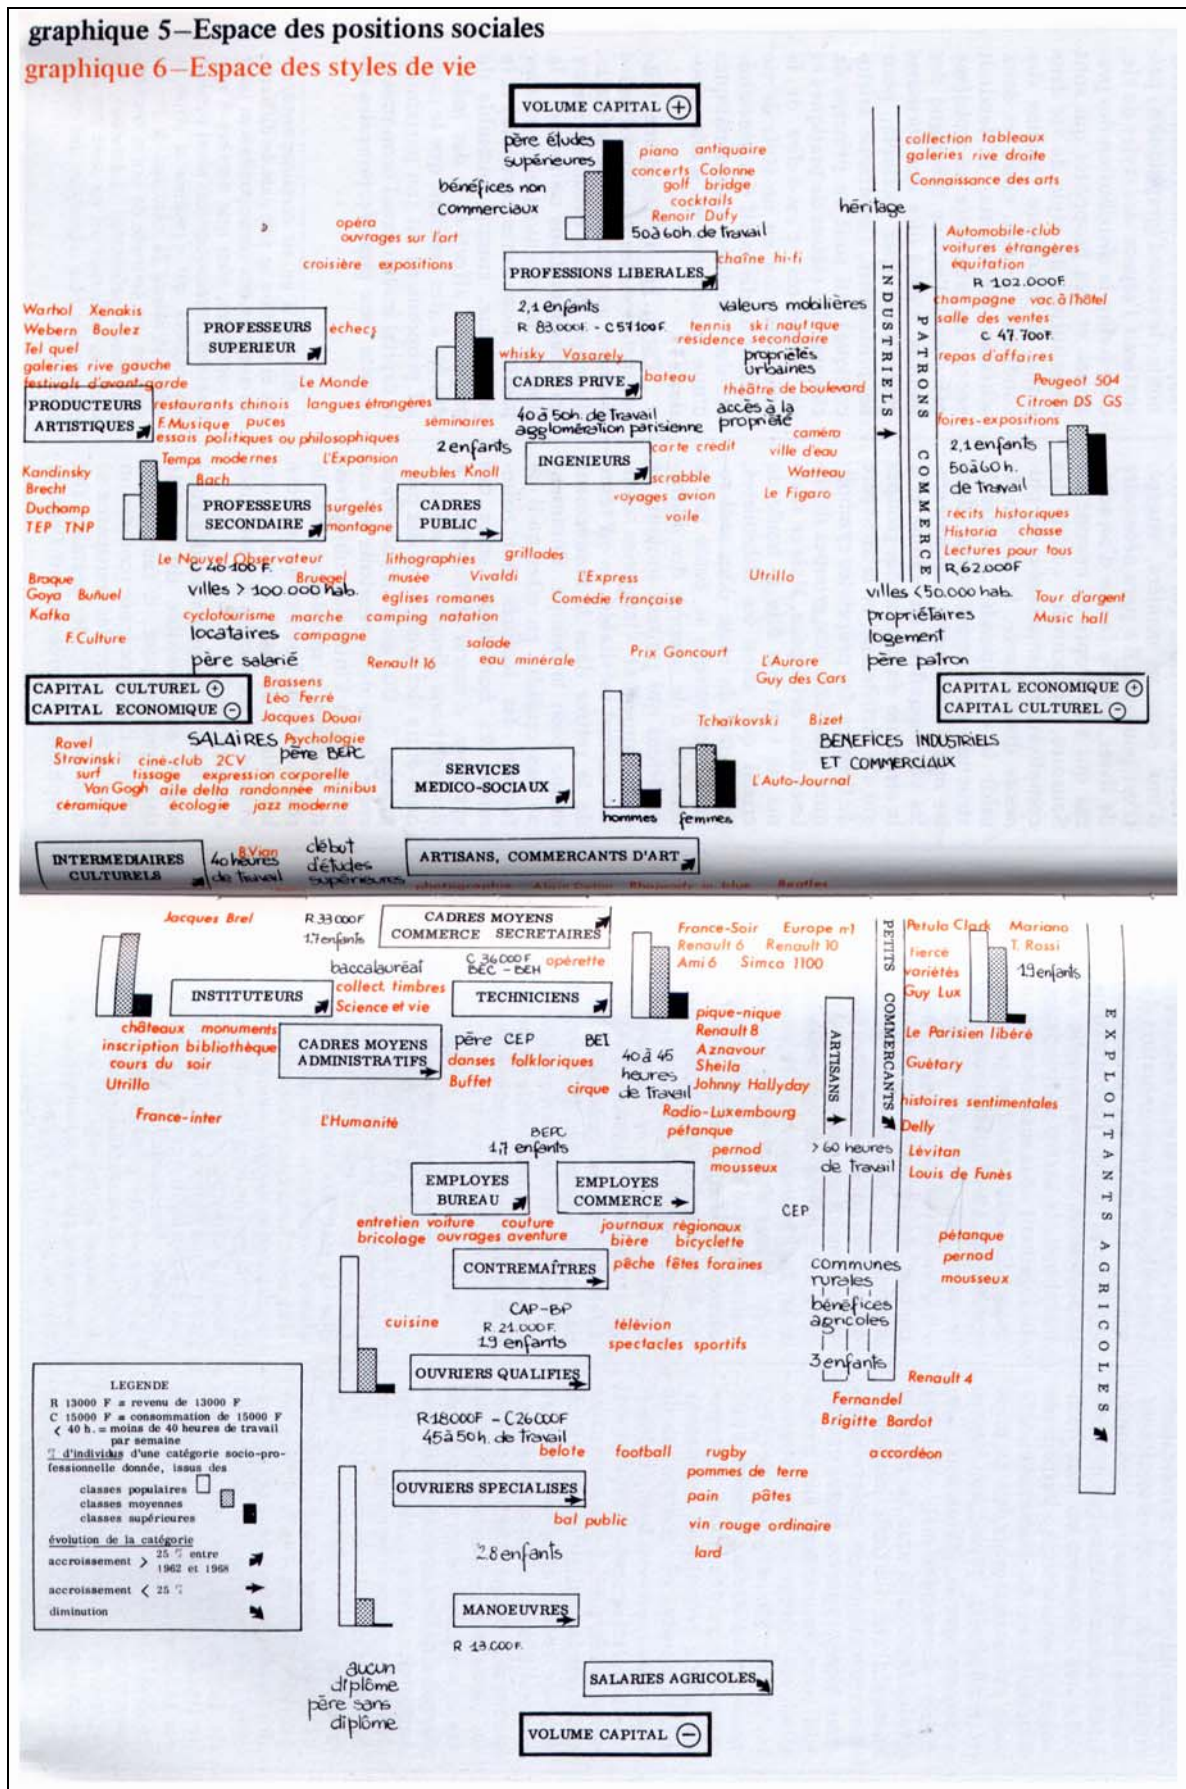 graphique 5—Espace des positions sociales
graphique 6—Espace des styles de vie
VOLUME CAPITAL +
père études
supérieures
bénéfices non
commerciaux
piano antiquaire
concerts Colonne
golf bridge
cocktails
Renoir Dufy
50 à 60h. de travail
collection tableaux
galeries rive droite
Connaissance des arts
héritage
opéra
ouvrages sur l'art
croisière expositions
PROFESSIONS LIBERALES
chaîne hi-fi
INDUSTRIELS
PATRONS COMMERCE
Automobile-club
voitures étrangères
équitation
R 102.000F.
champagne vac. à l'hôtel
salle des ventes
C 47.700F.
repas d'affaires
Peugeot 504
Citroen DS GS
foires-expositions
2,1 enfants
50 à 60 h.
de travail
récits historiques
Historia chasse
Lectures pour tous
R, 62.000F
Warhol Xenakis
Webern Boulez
Tel quel
galeries rive gauche
festivals d'avant-garde
PROFESSEURS
SUPERIEUR
échecs
2,1 enfants
R 83.000F. - C 57100F.
valeurs mobilières
tennis ski nautique
résidence secondaire
whisky Vasarely
propriétés
urbaines
CADRES PRIVE
bateau
théâtre de boulevard
Le Monde
PRODUCTEURS
ARTISTIQUES
restaurants chinois langues étrangères
F. Musique puces
essais politiques ou philosophiques
séminaires
40 à 50h. de travail
agglomération parisienne
accès à la
propriété
2 enfants
INGENIEURS
carte crédit
caméra
ville d'eau
Temps modernes L'Expansion
meubles Knoll
scrabble
Watteau
Kandinsky
Brecht
Duchamp
TEP TNP
Bach
PROFESSEURS
SECONDAIRE
surgelés
montagne
CADRES
PUBLIC
voyages avion
voile
Le Figaro
Le Nouvel Observateur
C 40 100 F.
lithographies grillades
Braque
Goya Buñuel
Kafka
F. Culture
villes > 100.000 hab.
Bruegel
musée Vivaldi L'Express
Utrillo
églises romanes Comédie française
villes < 50.000 hab.
Tour d'argent
Music hall
cyclotourisme marche camping natation
locataires campagne
propriétaires
logement
père salarié
Renault 16
salade
eau minérale
Prix Goncourt
L'Aurore
Guy des Cars
père patron
CAPITAL CULTUREL +
CAPITAL ECONOMIQUE −
CAPITAL ECONOMIQUE +
CAPITAL CULTUREL −
Brassens
Léo Ferré
Jacques Douai
Tchaïkovski Bizet
SALAIRES
Psychologie
père BEPC
BENEFICES INDUSTRIELS
ET COMMERCIAUX
Ravel
Stravinski ciné-club 2CV
surf tissage expression corporelle
Van Gogh aile delta randonnée minibus
céramique écologie jazz moderne
SERVICES
MEDICO-SOCIAUX
L'Auto-Journal
hommes femmes
INTERMEDIAIRES
CULTURELS
B. Vian
40 heures
de travail
début
d'études
supérieures
ARTISANS, COMMERCANTS D'ART
photographie Alain Delon Rhapsody in blue Beatles
Jacques Brel
R 33 000F
1.7 enfants
CADRES MOYENS
COMMERCE SECRETAIRES
France-Soir Europe n·1
Renault 6 Renault 10
Ami 6 Simca 1100
PETITS COMMERCANTS
Petula Clark
Mariano
T. Rossi
tiercé
variétés
Guy Lux
1.9 enfants
baccalauréat
C 36 000 F
BEC - BEH
opérette
INSTITUTEURS
collect. timbres
Science et vie
TECHNICIENS
pique-nique
Renault 8
Aznavour
Sheila
Johnny Hallyday
ARTISANS
Le Parisien libéré
Guétary
EXPLOITANTS AGRICOLES
châteaux monuments
inscription bibliothèque
cours du soir
Utrillo
CADRES MOYENS
ADMINISTRATIFS
père CEP
BEI
danses folkloriques
Buffet
cirque
40 à 45
heures
de travail
France-inter
L'Humanité
Radio-Luxembourg
pétanque
pernod
mousseux
histoires sentimentales
Delly
Lévitan
Louis de Funès
BEPC
1,7 enfants
> 60 heures
de travail
EMPLOYES
BUREAU
EMPLOYES
COMMERCE
CEP
entretien voiture couture
bricolage ouvrages aventure
journaux régionaux
bière bicyclette
pétanque
pernod
mousseux
CONTREMAÎTRES
pêche fêtes foraines
communes
rurales
bénéfices
agricoles
3 enfants
CAP-BP
R 21.000F.
1.9 enfants
cuisine
télévion
spectacles sportifs
OUVRIERS QUALIFIES
Renault 4
Fernandel
Brigitte Bardot
accordéon
R 18000F - C 26000F
45 à 50h. de travail
belote football rugby
pommes de terre
pain pâtes
vin rouge ordinaire
lard
OUVRIERS SPECIALISES
bal public
2.8 enfants
MANOEUVRES
R 13.000F.
aucun
diplôme
père sans
diplôme
SALARIES AGRICOLES
VOLUME CAPITAL −
LEGENDE
R 13000 F = revenu de 13000 F
C 15000 F = consommation de 15000 F
< 40 h. = moins de 40 heures de travail
par semaine
% d'individus d'une catégorie socio-pro-
fessionnelle donnée, issus des
classes populaires
classes moyennes
classes supérieures
évolution de la catégorie
accroissement > 25 % entre
1962 et 1968
accroissement < 25 %
diminution